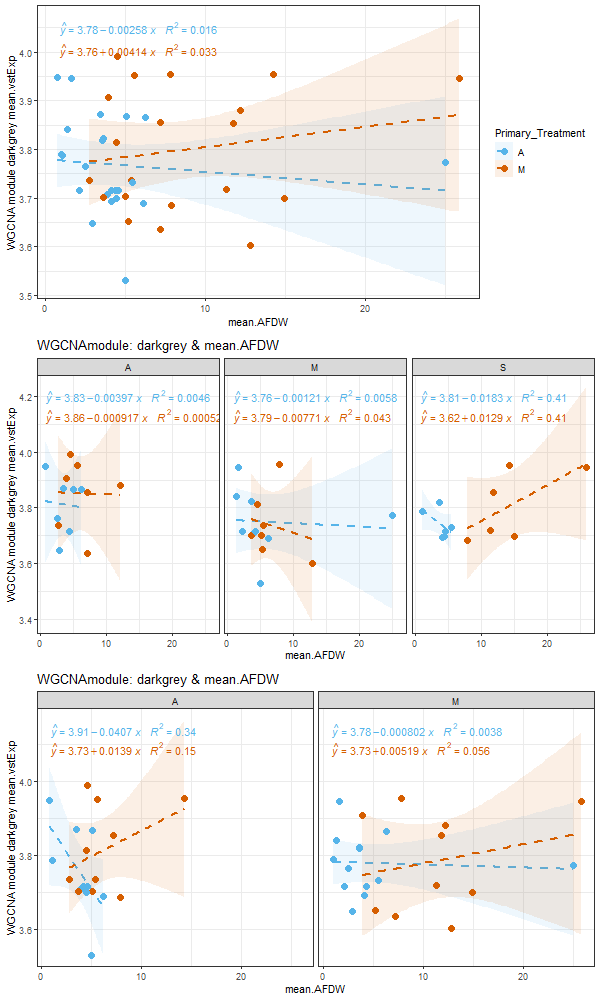 ŷ = 3.78 − 0.00258 x R² = 0.016
ŷ = 3.76 + 0.00414 x R² = 0.033
4.0
3.9
3.8
3.7
3.6
3.5
WGCNA module darkgrey mean.vstExp
0 10 20
mean.AFDW
Primary_Treatment
A
M
WGCNAmodule: darkgrey & mean.AFDW
A M S
ŷ = 3.83 − 0.00397 x R² = 0.0046
ŷ = 3.86 − 0.000917 x R² = 0.00052
ŷ = 3.76 − 0.00121 x R² = 0.0058
ŷ = 3.79 − 0.00771 x R² = 0.043
ŷ = 3.81 − 0.0183 x R² = 0.41
ŷ = 3.62 + 0.0129 x R² = 0.41
4.2
4.0
3.8
3.6
3.4
WGCNA module darkgrey mean.vstExp
0 10 20 0 10 20 0 10 20
mean.AFDW
WGCNAmodule: darkgrey & mean.AFDW
A M
ŷ = 3.91 − 0.0407 x R² = 0.34
ŷ = 3.73 + 0.0139 x R² = 0.15
ŷ = 3.78 − 0.000802 x R² = 0.0038
ŷ = 3.73 + 0.00519 x R² = 0.056
4.0
3.8
3.6
WGCNA module darkgrey mean.vstExp
0 10 20 0 10 20
mean.AFDW